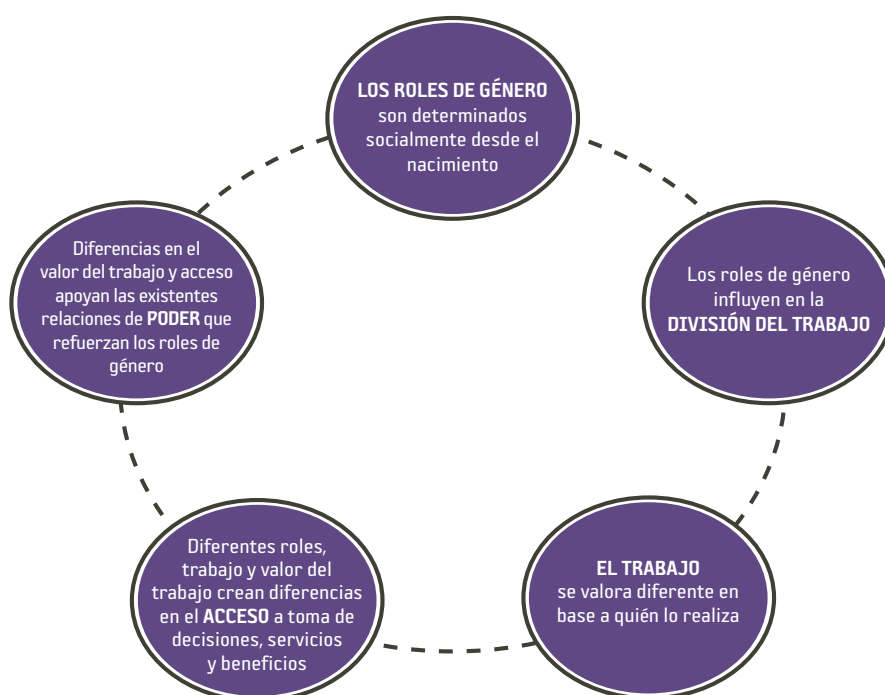 LOS ROLES DE GÉNERO
son determinados
socialmente desde el
nacimiento
Los roles de género
influyen en la
DIVISIÓN DEL TRABAJO
EL TRABAJO
se valora diferente en
base a quién lo realiza
Diferentes roles,
trabajo y valor del
trabajo crean diferencias
en el ACCESO a toma de
decisiones, servicios
y beneficios
Diferencias en el
valor del trabajo y acceso
apoyan las existentes
relaciones de PODER que
refuerzan los roles de
género